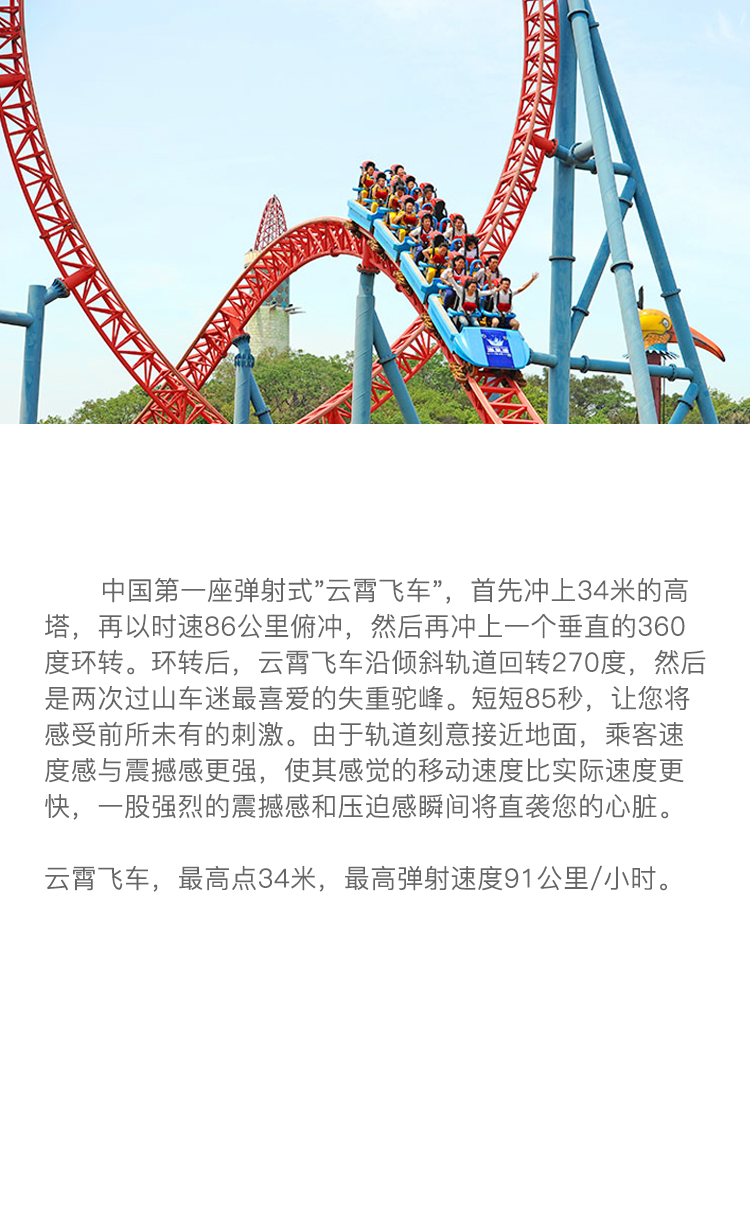 中国第一座弹射式”云霄飞车”，首先冲上34米的高
塔，再以时速86公里俯冲，然后再冲上一个垂直的360
度环转。环转后，云霄飞车沿倾斜轨道回转270度，然后
是两次过山车迷最喜爱的失重驼峰。短短85秒，让您将
感受前所未有的刺激。由于轨道刻意接近地面，乘客速
度感与震撼感更强，使其感觉的移动速度比实际速度更
快，一股强烈的震撼感和压迫感瞬间将直袭您的心脏。
云霄飞车，最高点34米，最高弹射速度91公里/小时。